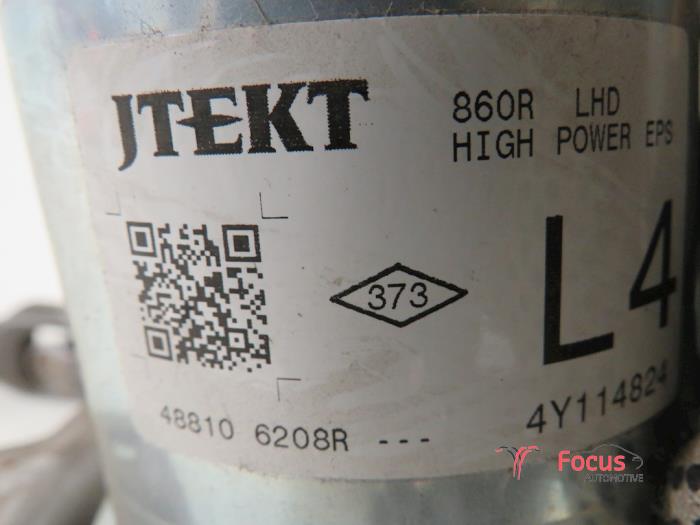 JTEKT
860R LHD
HIGH POWER EPS
373
L4
48810 6208R ---
4Y114824
Focus
AUTOMOTIVE